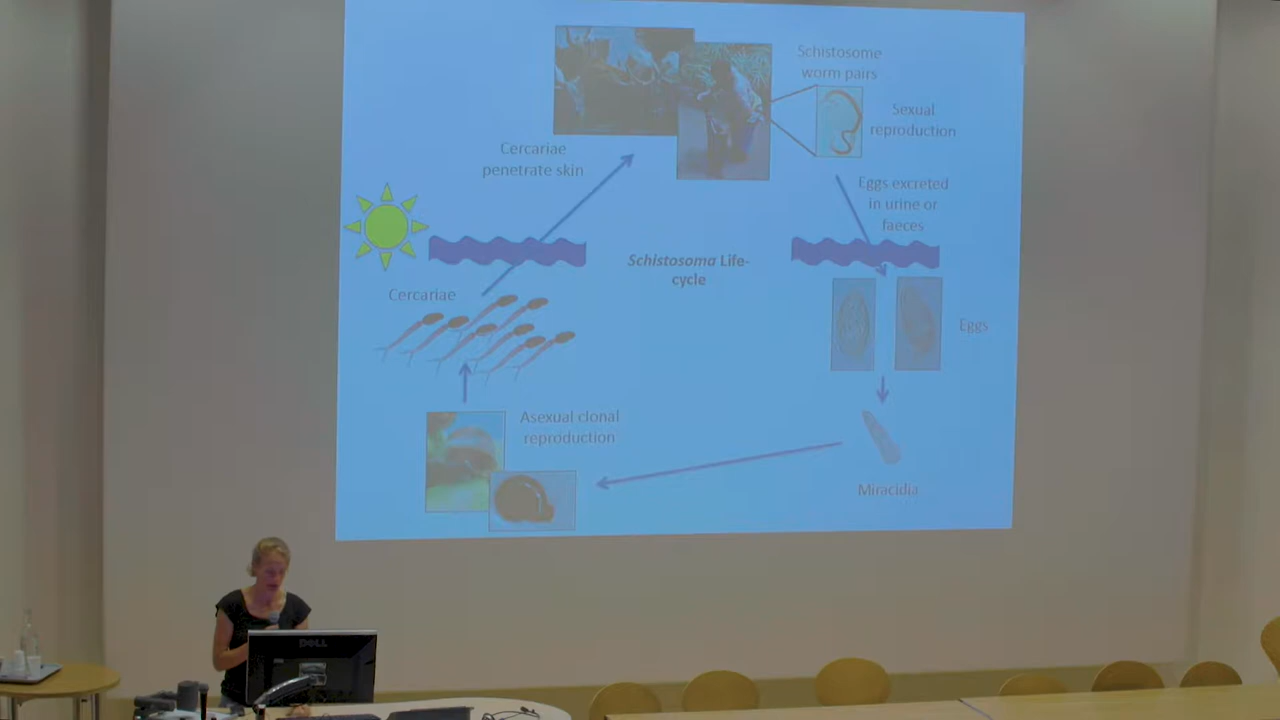 Schistosome
worm pairs
Sexual
reproduction
Cercariae
penetrate skin
Eggs excreted
in urine or
faeces
Schistosoma Life-
cycle
Cercariae
Eggs
Asexual clonal
reproduction
Miracidia
DELL